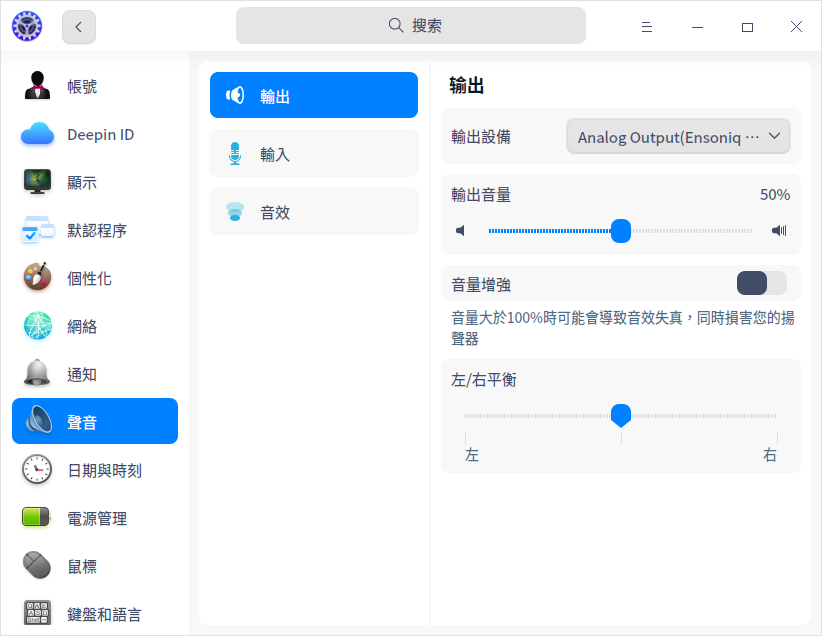 搜索
帳號
Deepin ID
顯示
默認程序
個性化
網絡
通知
聲音
日期與時刻
電源管理
鼠標
鍵盤和語言
輸出
輸入
音效
输出
輸出設備
Analog Output(Ensoniq ⋯
輸出音量
50%
音量增強
音量大於100%時可能會導致音效失真，同時損害您的揚
聲器
左/右平衡
左
右